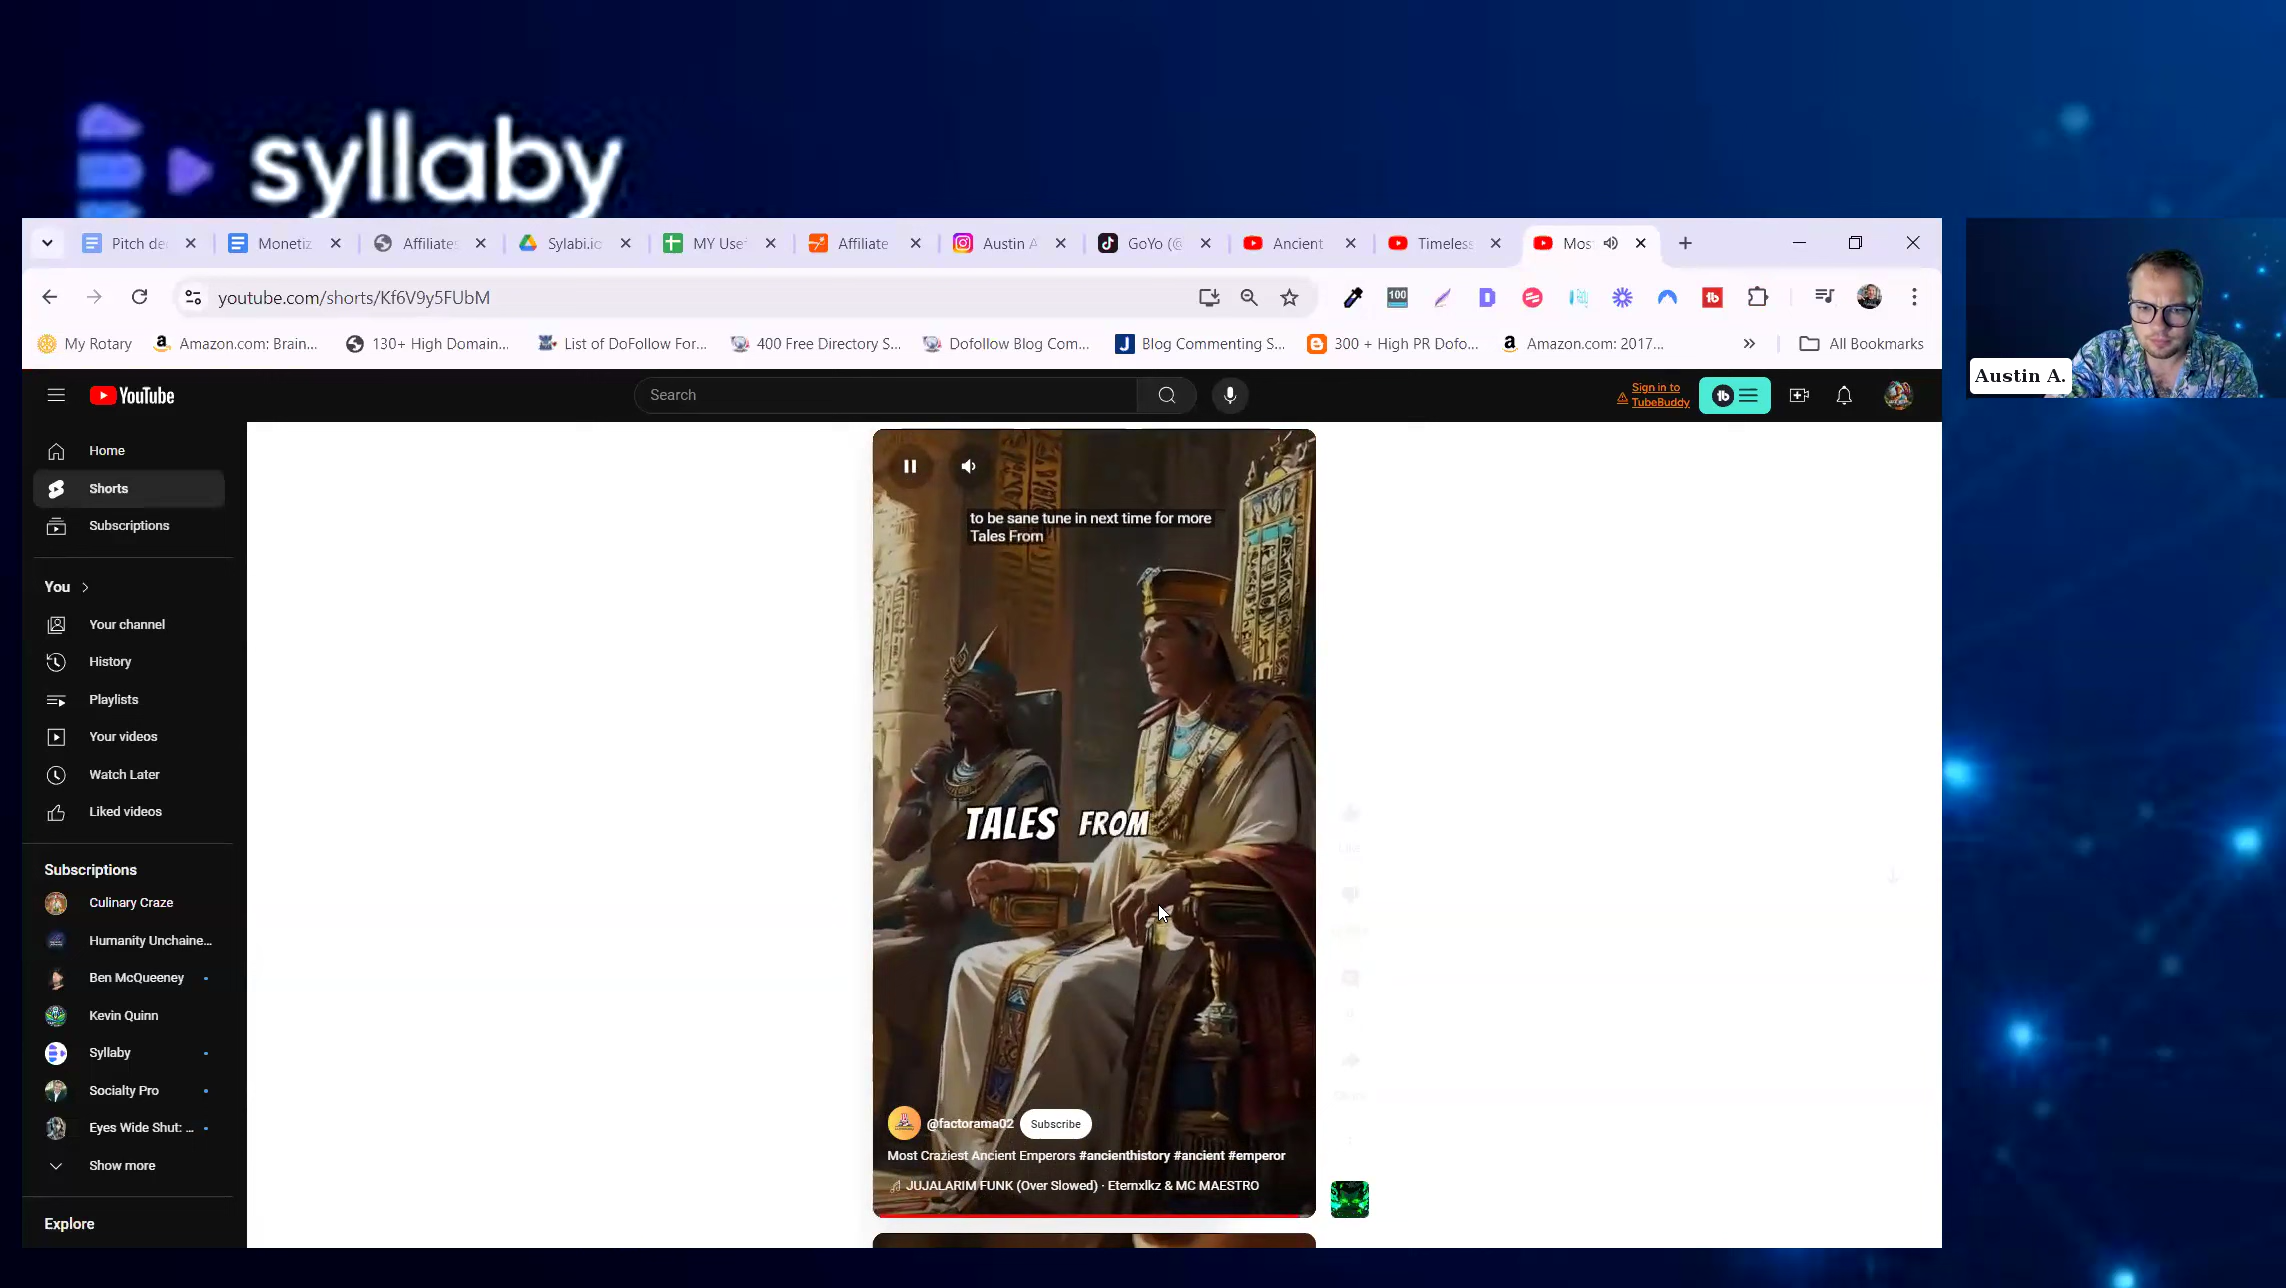 syllaby
Pitch de
Monetiz
Affiliates
Sylabi.io
MY Usef
Affiliate
Austin A
GoYo (@
Ancient
Timeless
Mos
youtube.com/shorts/Kf6V9y5FUbM
100
tb
My Rotary
Amazon.com: Brain...
130+ High Domain...
List of DoFollow For...
400 Free Directory S...
Dofollow Blog Com...
Blog Commenting S...
300 + High PR Dofo...
Amazon.com: 2017...
All Bookmarks
Austin A.
YouTube
Search
Sign in to
TubeBuddy
tb
Home
Shorts
Subscriptions
You
Your channel
History
Playlists
Your videos
Watch Later
Liked videos
Subscriptions
Culinary Craze
Humanity Unchaine...
Ben McQueeney
Kevin Quinn
Syllaby
Socialty Pro
Eyes Wide Shut: ...
Show more
Explore
to be sane tune in next time for more
Tales From
TALES FROM
@factorama02
Subscribe
Most Craziest Ancient Emperors #ancienthistory #ancient #emperor
JUJALARIM FUNK (Over Slowed) · Eternxlkz & MC MAESTRO
Like